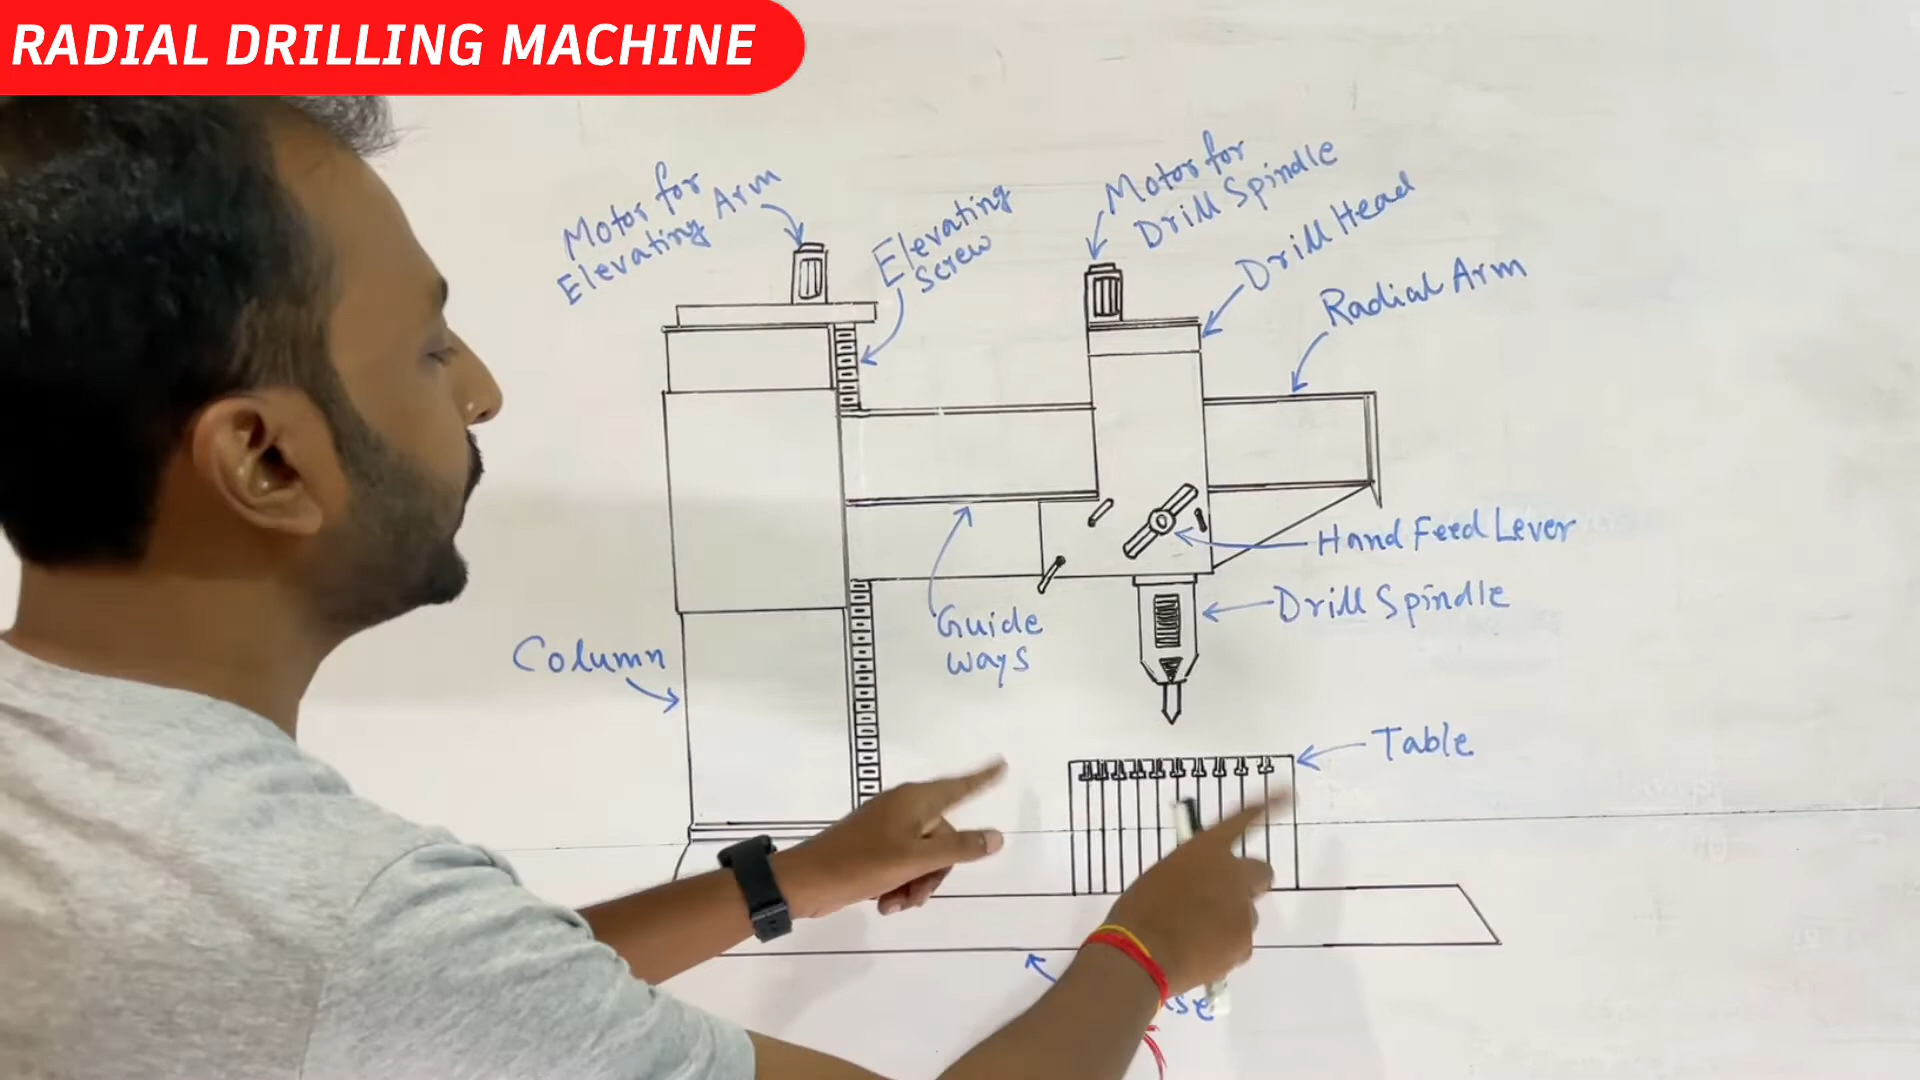 RADIAL DRILLING MACHINE
Motor for
Elevating Arm
Elevating
Screw
Motor for
Drill Spindle
Drill Head
Radial Arm
Hand Feed Lever
Drill Spindle
Guide
ways
Column
Table